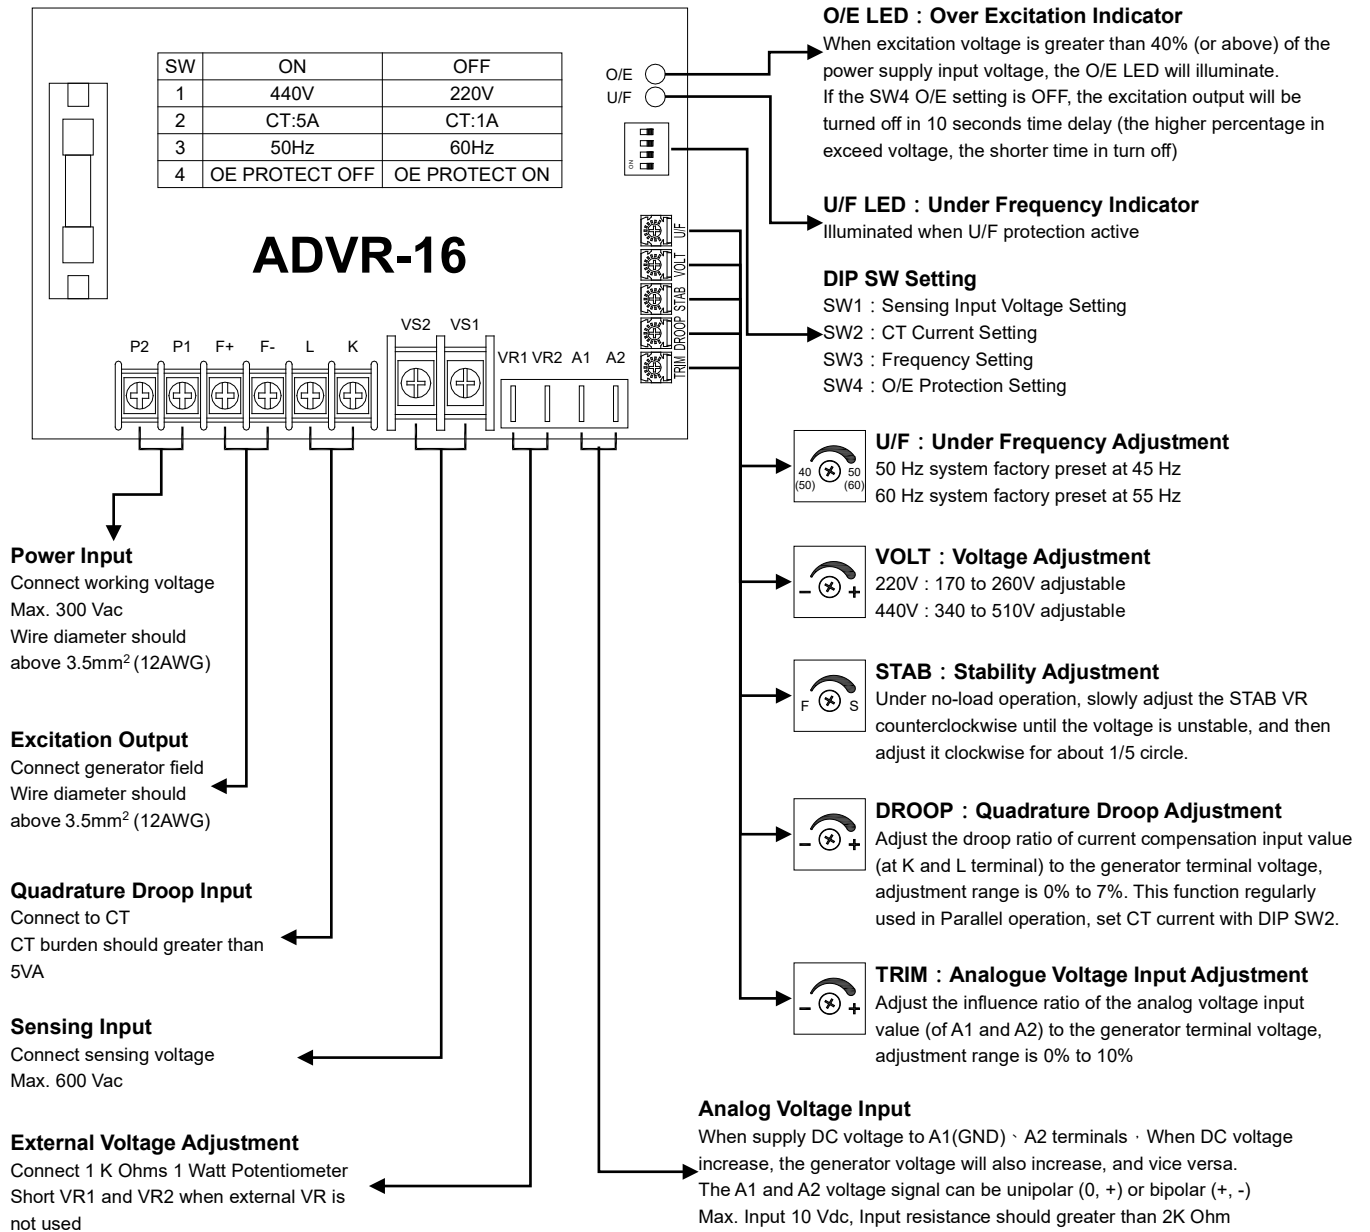 SW ON OFF
1 440V 220V
2 CT:5A CT:1A
3 50Hz 60Hz
4 OE PROTECT OFF OE PROTECT ON
O/E
U/F
ON
ADVR-16
U/F
VOLT
STAB
DROOP
TRIM
P2 P1 F+ F- L K
VS2 VS1
VR1 VR2 A1 A2
Power Input
Connect working voltage
Max. 300 Vac
Wire diameter should
above 3.5mm² (12AWG)
Excitation Output
Connect generator field
Wire diameter should
above 3.5mm² (12AWG)
Quadrature Droop Input
Connect to CT
CT burden should greater than
5VA
Sensing Input
Connect sensing voltage
Max. 600 Vac
External Voltage Adjustment
Connect 1 K Ohms 1 Watt Potentiometer
Short VR1 and VR2 when external VR is
not used
O/E LED：Over Excitation Indicator
When excitation voltage is greater than 40% (or above) of the
power supply input voltage, the O/E LED will illuminate.
If the SW4 O/E setting is OFF, the excitation output will be
turned off in 10 seconds time delay (the higher percentage in
exceed voltage, the shorter time in turn off)
U/F LED：Under Frequency Indicator
Illuminated when U/F protection active
DIP SW Setting
SW1：Sensing Input Voltage Setting
SW2：CT Current Setting
SW3：Frequency Setting
SW4：O/E Protection Setting
40 50
(50) (60)
U/F：Under Frequency Adjustment
50 Hz system factory preset at 45 Hz
60 Hz system factory preset at 55 Hz
- +
VOLT：Voltage Adjustment
220V : 170 to 260V adjustable
440V : 340 to 510V adjustable
F S
STAB：Stability Adjustment
Under no-load operation, slowly adjust the STAB VR
counterclockwise until the voltage is unstable, and then
adjust it clockwise for about 1/5 circle.
- +
DROOP：Quadrature Droop Adjustment
Adjust the droop ratio of current compensation input value
(at K and L terminal) to the generator terminal voltage,
adjustment range is 0% to 7%. This function regularly
used in Parallel operation, set CT current with DIP SW2.
- +
TRIM：Analogue Voltage Input Adjustment
Adjust the influence ratio of the analog voltage input
value (of A1 and A2) to the generator terminal voltage,
adjustment range is 0% to 10%
Analog Voltage Input
When supply DC voltage to A1(GND)、A2 terminals，When DC voltage
increase, the generator voltage will also increase, and vice versa.
The A1 and A2 voltage signal can be unipolar (0, +) or bipolar (+, -)
Max. Input 10 Vdc, Input resistance should greater than 2K Ohm